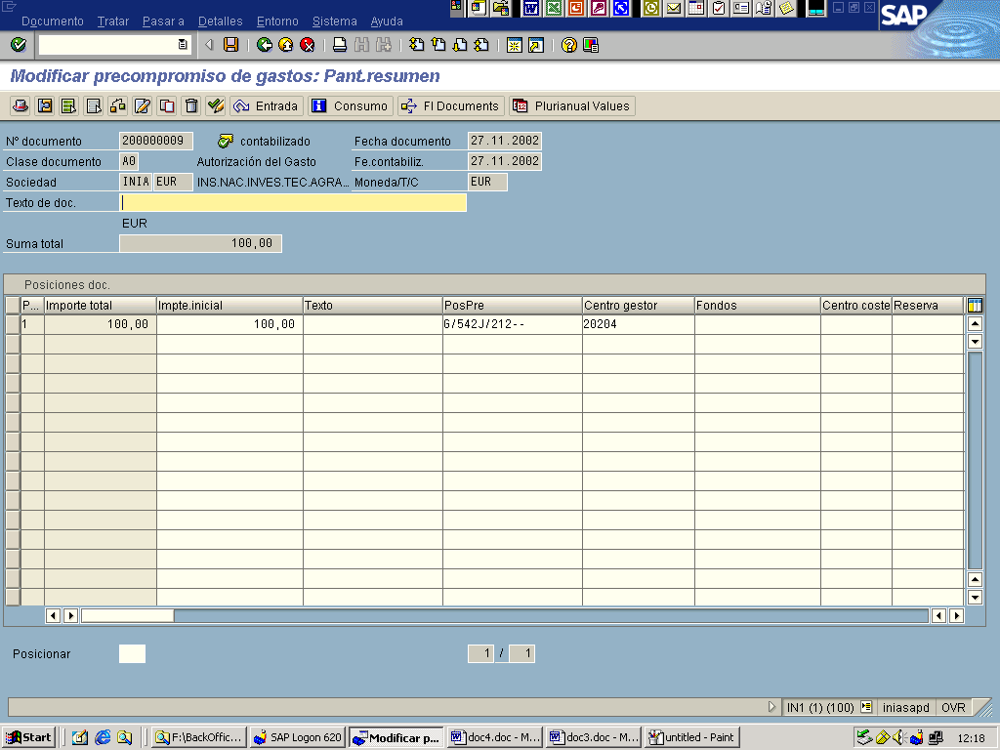 Documento Tratar Pasar a Detalles Entorno Sistema Ayuda
SAP
Modificar precompromiso de gastos: Pant.resumen
Entrada Consumo FI Documents Plurianual Values
Nº documento 200000009 contabilizado Fecha documento 27.11.2002
Clase documento A0 Autorización del Gasto Fe.contabiliz. 27.11.2002
Sociedad INIA EUR INS.NAC.INVES.TEC.AGRA... Moneda/T/C EUR
Texto de doc.
EUR
Suma total 100,00
Posiciones doc.
P... Importe total Impte.inicial Texto PosPre Centro gestor Fondos Centro coste Reserva
1 100,00 100,00 G/542J/212-- 20204
Posicionar 1 / 1
IN1 (1) (100) iniasapd OVR
Start F:\BackOffic... SAP Logon 620 Modificar p... doc4.doc - M... doc3.doc - M... untitled - Paint 12:18